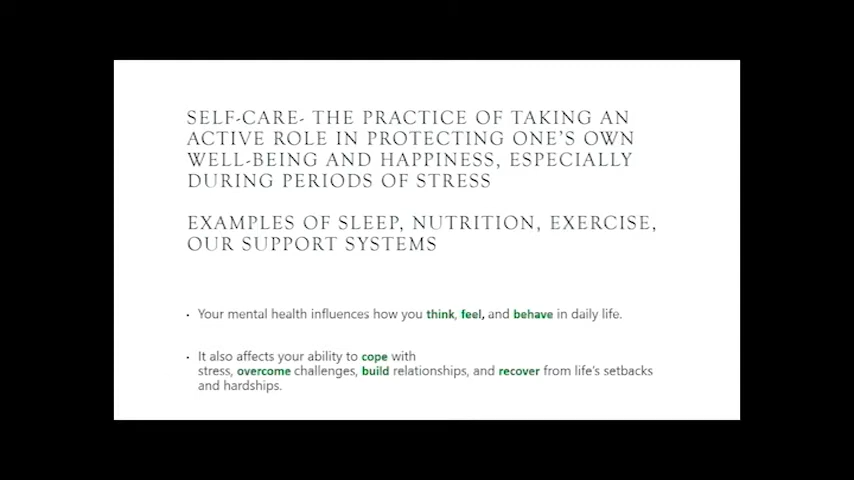 SELF-CARE- THE PRACTICE OF TAKING AN
ACTIVE ROLE IN PROTECTING ONE'S OWN
WELL-BEING AND HAPPINESS, ESPECIALLY
DURING PERIODS OF STRESS
EXAMPLES OF SLEEP, NUTRITION, EXERCISE,
OUR SUPPORT SYSTEMS
• Your mental health influences how you think, feel, and behave in daily life.
• It also affects your ability to cope with
stress, overcome challenges, build relationships, and recover from life's setbacks
and hardships.